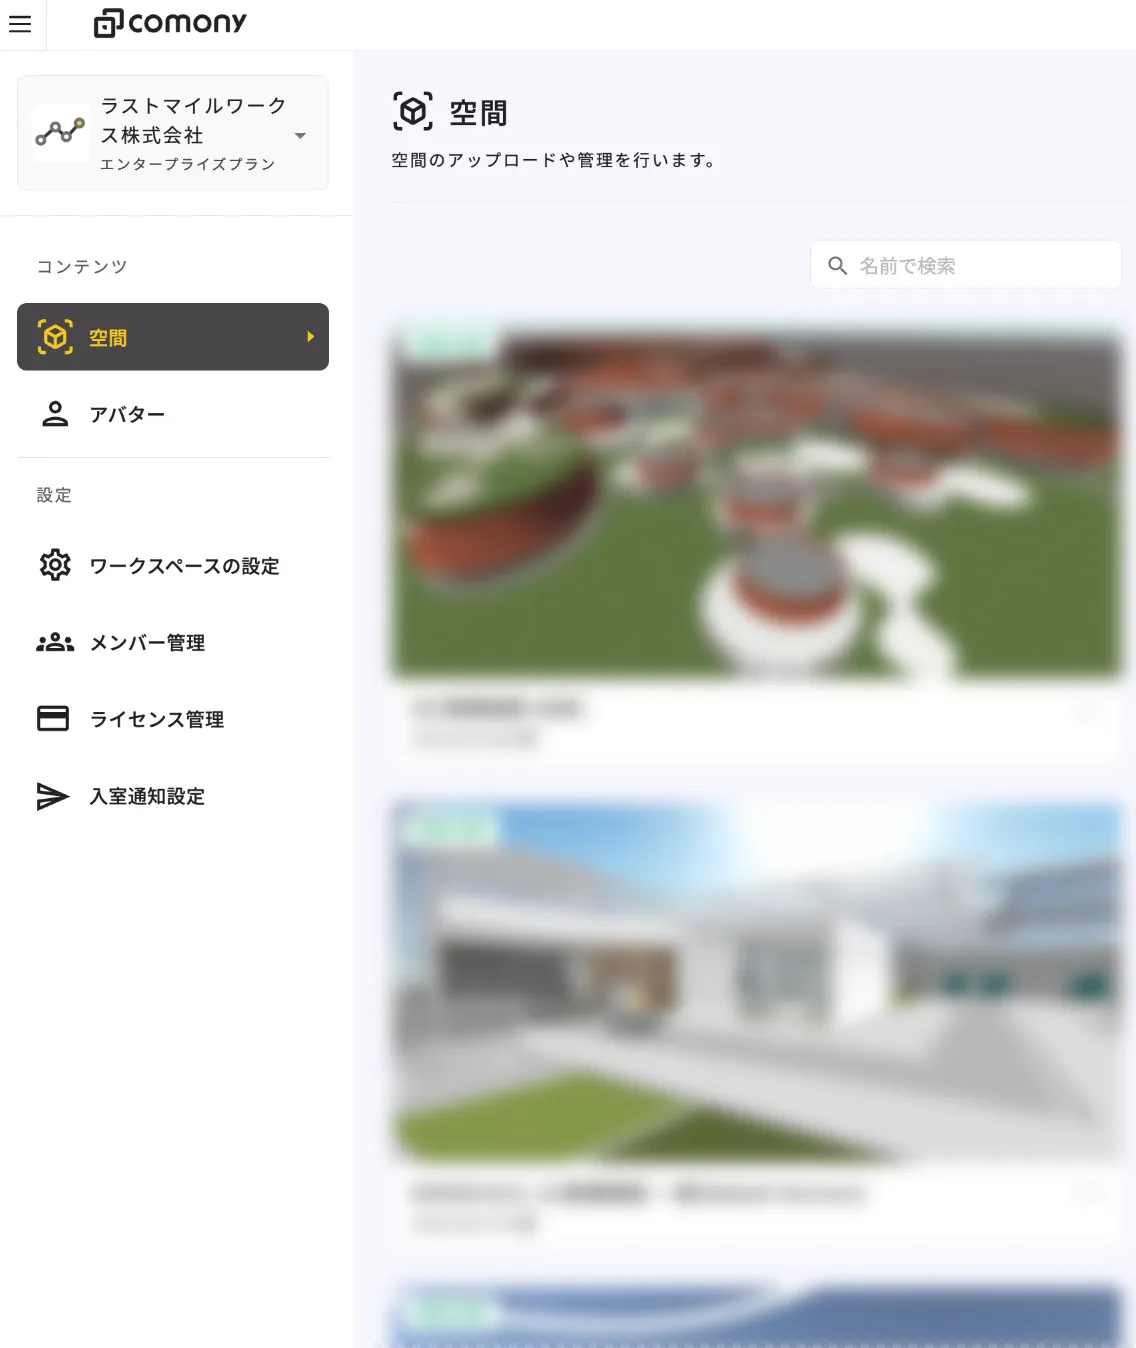 comony
ラストマイルワーク
ス株式会社
エンタープライズプラン
コンテンツ
空間
アバター
設定
ワークスペースの設定
メンバー管理
ライセンス管理
入室通知設定
空間
空間のアップロードや管理を行います。
名前で検索